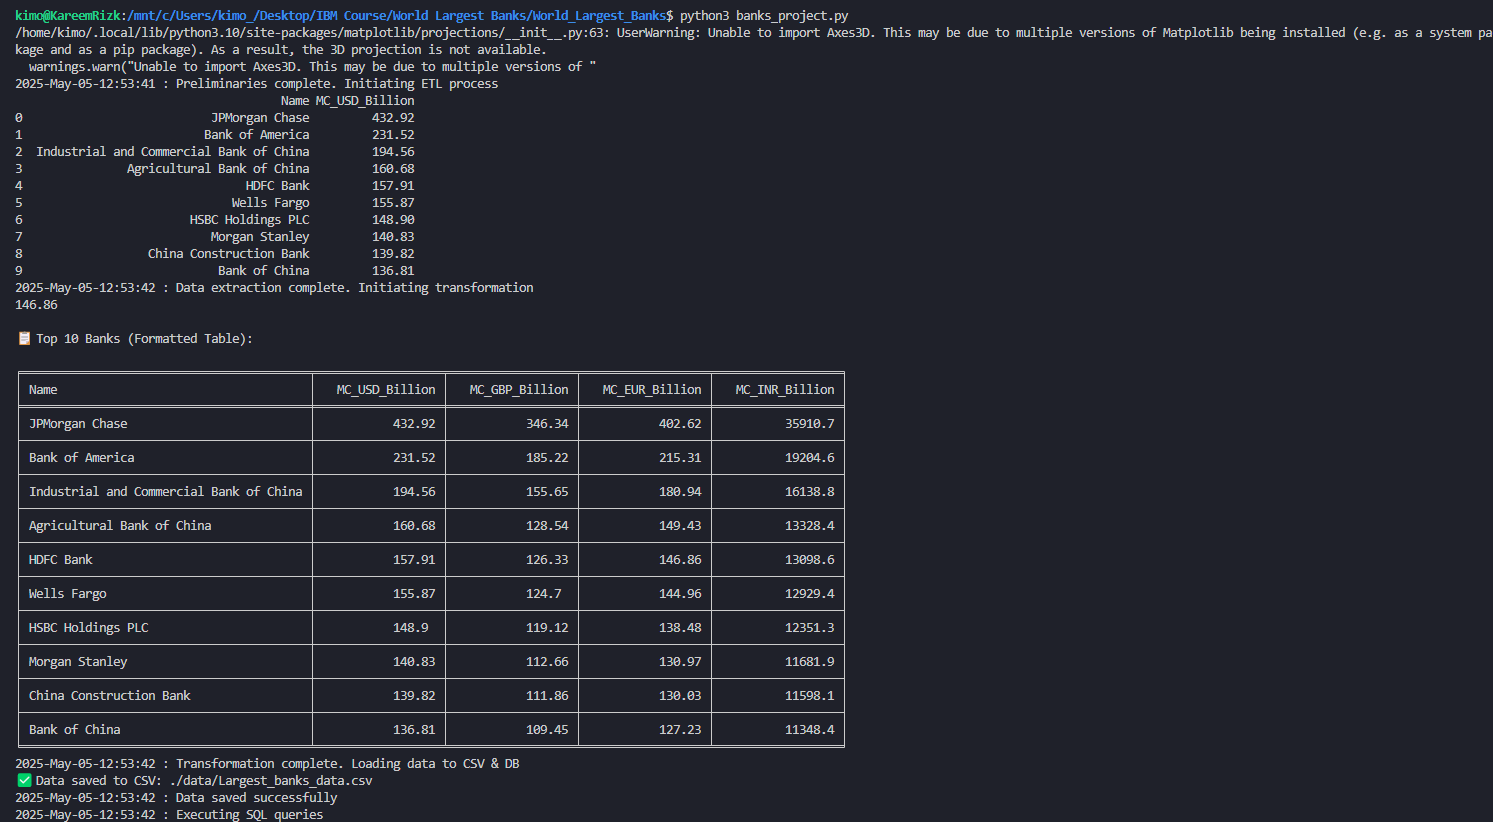 kimo@KareemRizk:/mnt/c/Users/kimo_/Desktop/IBM Course/World Largest Banks/World_Largest_Banks$ python3 banks_project.py
/home/kimo/.local/lib/python3.10/site-packages/matplotlib/projections/__init__.py:63: UserWarning: Unable to import Axes3D. This may be due to multiple versions of Matplotlib being installed (e.g. as a system pa
kage and as a pip package). As a result, the 3D projection is not available.
warnings.warn("Unable to import Axes3D. This may be due to multiple versions of "
2025-May-05-12:53:41 : Preliminaries complete. Initiating ETL process
Name MC_USD_Billion
0 JPMorgan Chase 432.92
1 Bank of America 231.52
2 Industrial and Commercial Bank of China 194.56
3 Agricultural Bank of China 160.68
4 HDFC Bank 157.91
5 Wells Fargo 155.87
6 HSBC Holdings PLC 148.90
7 Morgan Stanley 140.83
8 China Construction Bank 139.82
9 Bank of China 136.81
2025-May-05-12:53:42 : Data extraction complete. Initiating transformation
146.86
📋 Top 10 Banks (Formatted Table):
Name MC_USD_Billion MC_GBP_Billion MC_EUR_Billion MC_INR_Billion
JPMorgan Chase 432.92 346.34 402.62 35910.7
Bank of America 231.52 185.22 215.31 19204.6
Industrial and Commercial Bank of China 194.56 155.65 180.94 16138.8
Agricultural Bank of China 160.68 128.54 149.43 13328.4
HDFC Bank 157.91 126.33 146.86 13098.6
Wells Fargo 155.87 124.7 144.96 12929.4
HSBC Holdings PLC 148.9 119.12 138.48 12351.3
Morgan Stanley 140.83 112.66 130.97 11681.9
China Construction Bank 139.82 111.86 130.03 11598.1
Bank of China 136.81 109.45 127.23 11348.4
2025-May-05-12:53:42 : Transformation complete. Loading data to CSV & DB
✅ Data saved to CSV: ./data/Largest_banks_data.csv
2025-May-05-12:53:42 : Data saved successfully
2025-May-05-12:53:42 : Executing SQL queries